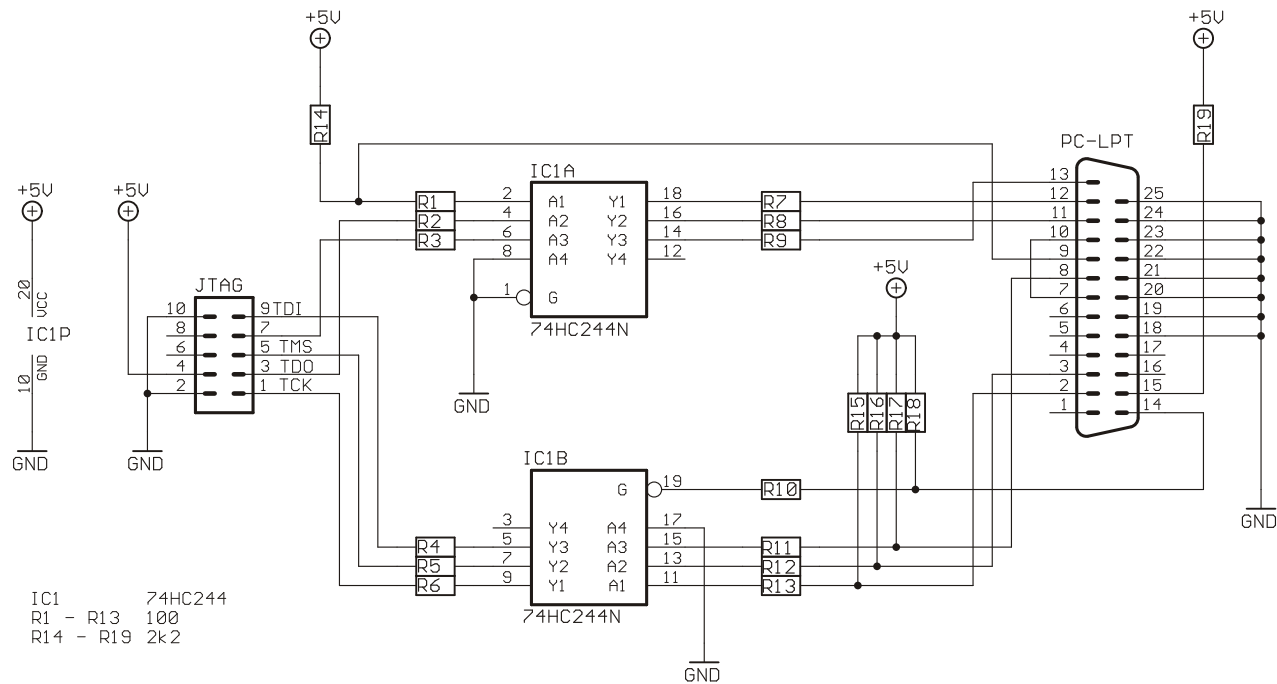 +5V
+5V
R14
R19
PC-LPT
+5V
+5V
IC1A
13
R1
2
A1
Y1
18
R7
12
25
R2
4
A2
Y2
16
R8
11
24
R3
6
A3
Y3
14
R9
10
23
8
A4
Y4
12
9
22
+5V
8
21
20
VCC
JTAG
1
G
7
20
10
9 TDI
6
19
IC1P
8
7
74HC244N
5
18
6
5 TMS
4
17
10
GND
4
3 TDO
3
16
2
1 TCK
2
15
GND
R15
R16
R17
R18
1
14
GND
GND
IC1B
G
19
R10
GND
3
Y4
A4
17
R4
5
Y3
A3
15
R11
R5
7
Y2
A2
13
R12
R6
9
Y1
A1
11
R13
74HC244N
IC1 74HC244
R1 - R13 100
R14 - R19 2k2
GND